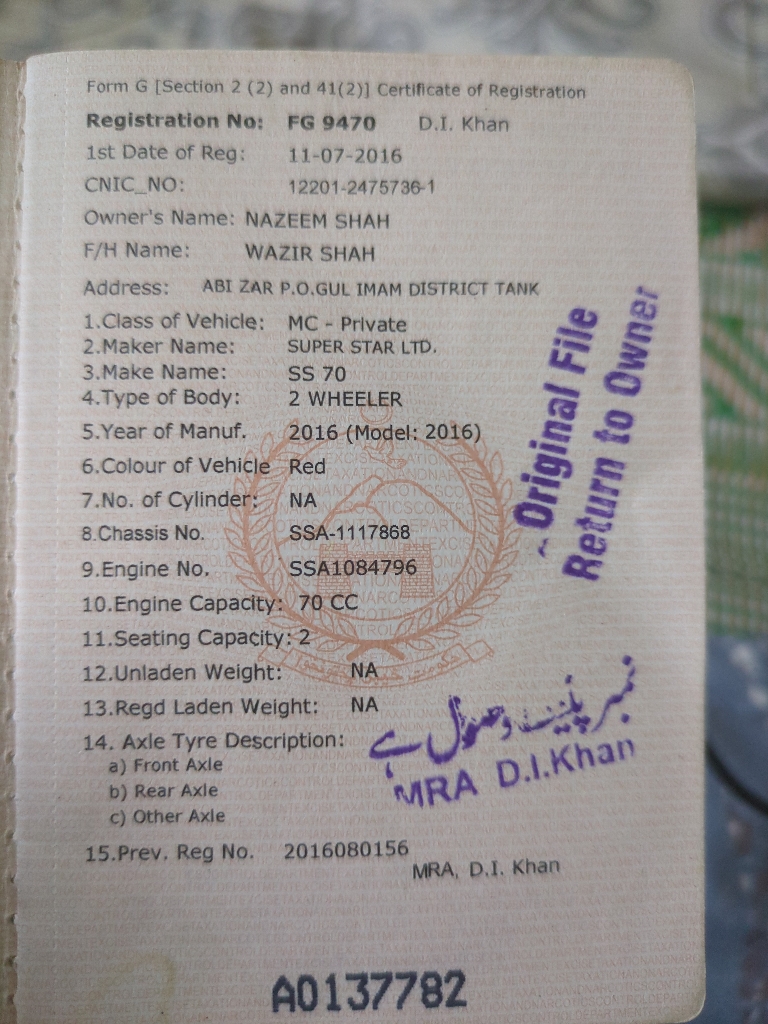 Form G [Section 2 (2) and 41(2)] Certificate of Registration
Registration No: FG 9470 D.I. Khan
1st Date of Reg: 11-07-2016
CNIC_NO: 12201-2475736-1
Owner's Name: NAZEEM SHAH
F/H Name: WAZIR SHAH
Address: ABI ZAR P.O.GUL IMAM DISTRICT TANK
1.Class of Vehicle: MC - Private
2.Maker Name: SUPER STAR LTD.
3.Make Name: SS 70
4.Type of Body: 2 WHEELER
5.Year of Manuf. 2016 (Model: 2016)
6.Colour of Vehicle Red
7.No. of Cylinder: NA
8.Chassis No. SSA-1117868
9.Engine No. SSA1084796
10.Engine Capacity: 70 CC
11.Seating Capacity: 2
12.Unladen Weight: NA
13.Regd Laden Weight: NA
14. Axle Tyre Description:
a) Front Axle
b) Rear Axle
c) Other Axle
15.Prev. Reg No. 2016080156
MRA, D.I. Khan
A0137782
Original File
Return to Owner
نمبر پلیٹ وصول ہے
MRA D.I.Khan